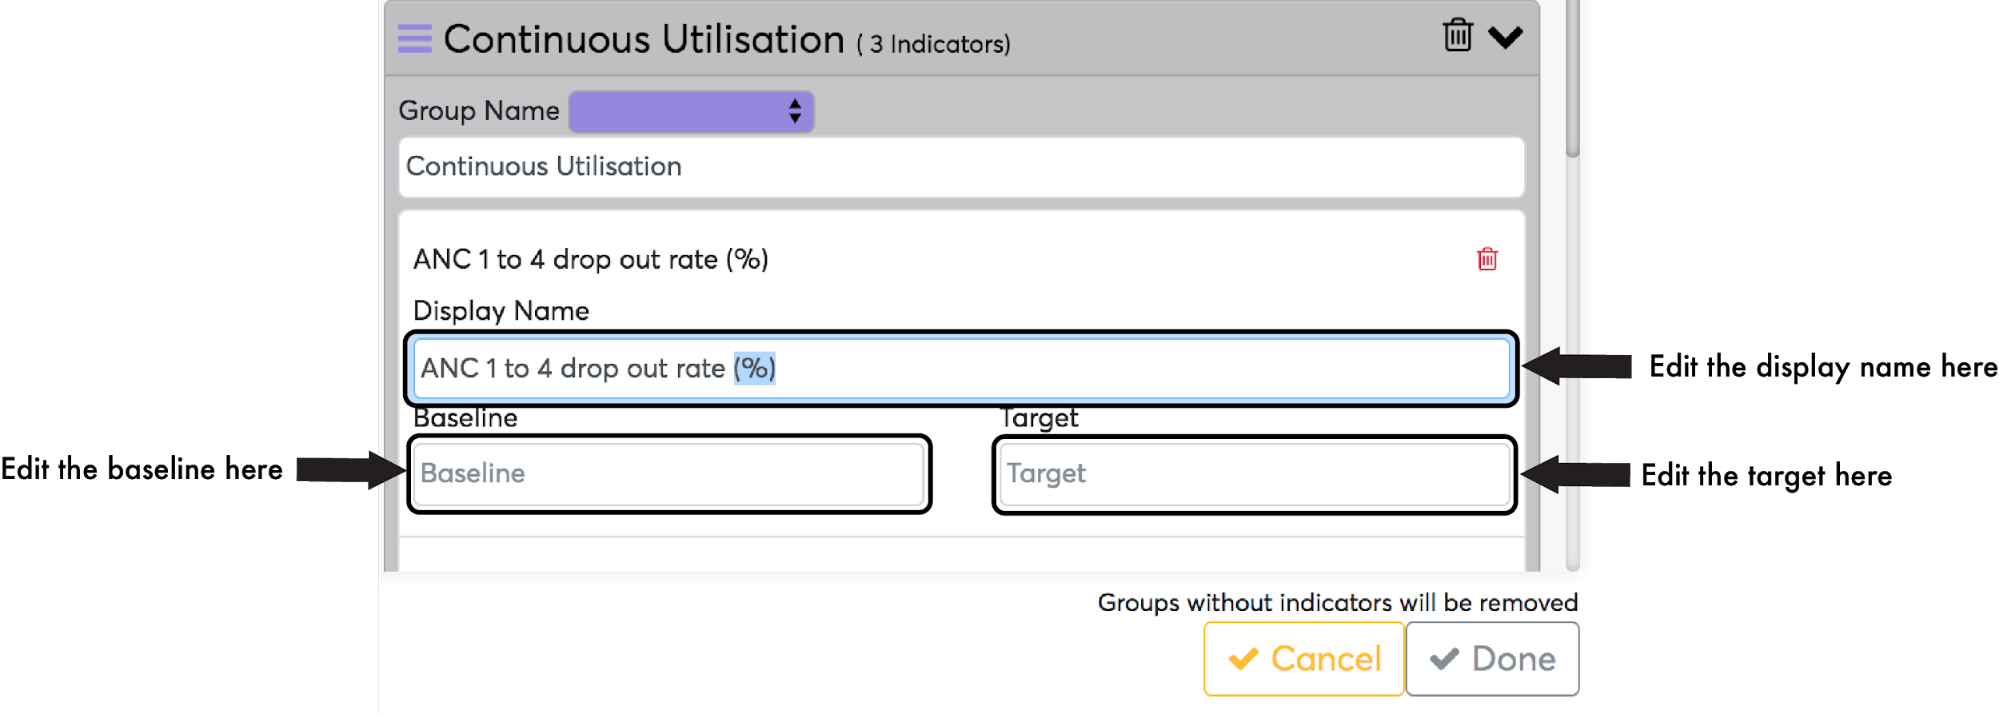 Continuous Utilisation ( 3 Indicators)
Group Name
Continuous Utilisation
ANC 1 to 4 drop out rate (%)
Display Name
ANC 1 to 4 drop out rate (%)
Edit the display name here
Baseline Target
Edit the baseline here
Baseline
Target
Edit the target here
Groups without indicators will be removed
Cancel Done